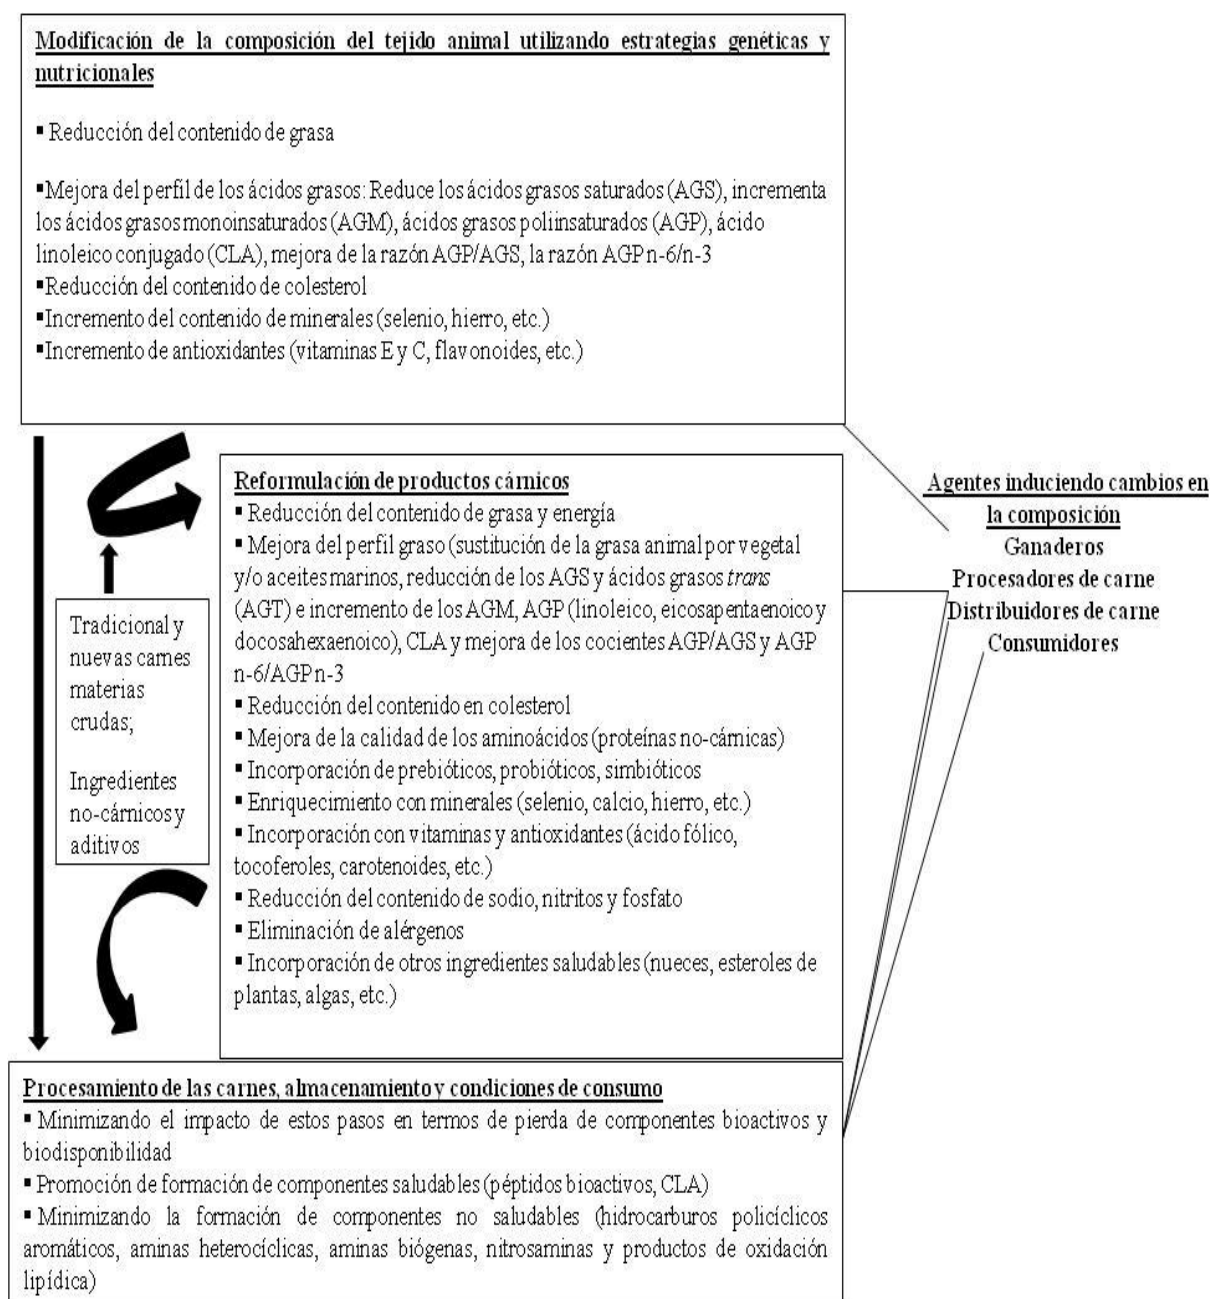 Modificación de la composición del tejido animal utilizando estrategias genéticas y
nutricionales
▪ Reducción del contenido de grasa
▪Mejora del perfil de los ácidos grasos: Reduce los ácidos grasos saturados (AGS), incrementa
los ácidos grasos monoinsaturados (AGM), ácidos grasos poliinsaturados (AGP), ácido
linoleico conjugado (CLA), mejora de la razón AGP/AGS, la razón AGP n-6/n-3
▪Reducción del contenido de colesterol
▪Incremento del contenido de minerales (selenio, hierro, etc.)
▪Incremento de antioxidantes (vitaminas E y C, flavonoides, etc.)
Tradicional y
nuevas carnes
materias
crudas;
Ingredientes
no-cárnicos y
aditivos
Reformulación de productos cárnicos
▪ Reducción del contenido de grasa y energía
▪ Mejora del perfil graso (sustitución de la grasa animal por vegetal
y/o aceites marinos, reducción de los AGS y ácidos grasos trans
(AGT) e incremento de los AGM, AGP (linoleico, eicosapentaenoico y
docosahexaenoico), CLA y mejora de los cocientes AGP/AGS y AGP
n-6/AGP n-3
▪ Reducción del contenido en colesterol
▪ Mejora de la calidad de los aminoácidos (proteínas no-cárnicas)
▪ Incorporación de prebióticos, probióticos, simbióticos
▪ Enriquecimiento con minerales (selenio, calcio, hierro, etc.)
▪ Incorporación con vitaminas y antioxidantes (ácido fólico,
tocoferoles, carotenoides, etc.)
▪ Reducción del contenido de sodio, nitritos y fosfato
▪ Eliminación de alérgenos
▪ Incorporación de otros ingredientes saludables (nueces, esteroles de
plantas, algas, etc.)
Agentes induciendo cambios en
la composición
Ganaderos
Procesadores de carne
Distribuidores de carne
Consumidores
Procesamiento de las carnes, almacenamiento y condiciones de consumo
▪ Minimizando el impacto de estos pasos en termos de pierda de componentes bioactivos y
biodisponibilidad
▪ Promoción de formación de componentes saludables (péptidos bioactivos, CLA)
▪ Minimizando la formación de componentes no saludables (hidrocarburos policíclicos
aromáticos, aminas heterocíclicas, aminas biógenas, nitrosaminas y productos de oxidación
lipídica)